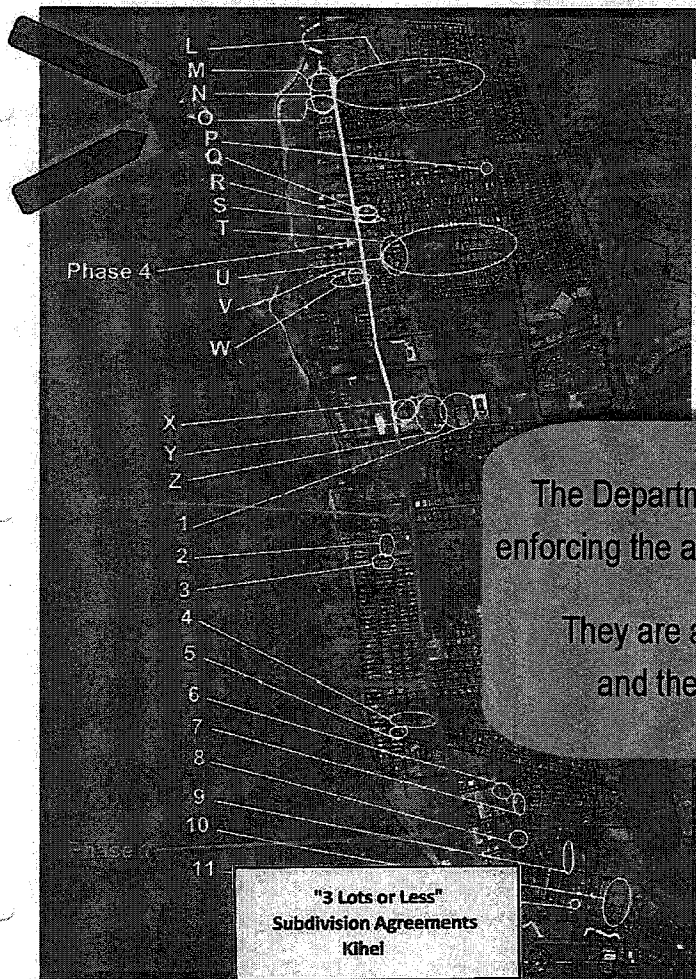 L
M
N
O
P
Q
R
S
T
Phase 4
U
V
W
X
Y
Z
1
2
3
4
5
6
7
8
9
10
11
The Departm
enforcing the a
They are a
and the
"3 Lots or Less"
Subdivision Agreements
Kihei